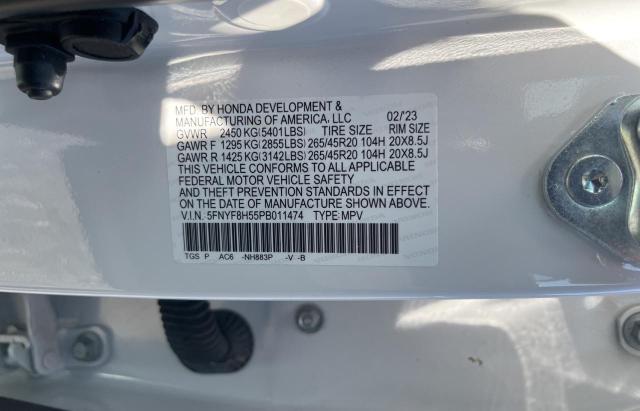 MFD. BY HONDA DEVELOPMENT &
MANUFACTURING OF AMERICA, LLC 02/23
GVWR 2450 KG(5401LBS) TIRE SIZE RIM SIZE
GAWR F 1295 KG(2855LBS) 265/45R20 104H 20X8.5J
GAWR R 1425 KG(3142LBS) 265/45R20 104H 20X8.5J
THIS VEHICLE CONFORMS TO ALL APPLICABLE
FEDERAL MOTOR VEHICLE SAFETY
AND THEFT PREVENTION STANDARDS IN EFFECT
ON THE DATE OF MANUFACTURE SHOWN ABOVE.
V.I.N. 5FNYF8H55PB011474 TYPE: MPV
TGS P AC6 -NH883P -V -B